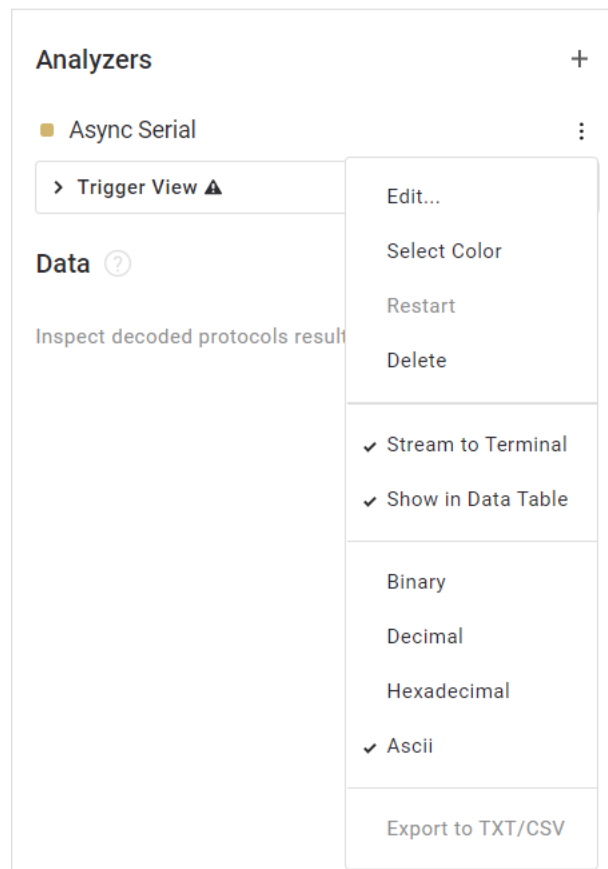 Analyzers
Async Serial
Trigger View
Data ?
Inspect decoded protocols result
Edit...
Select Color
Restart
Delete
Stream to Terminal
Show in Data Table
Binary
Decimal
Hexadecimal
Ascii
Export to TXT/CSV